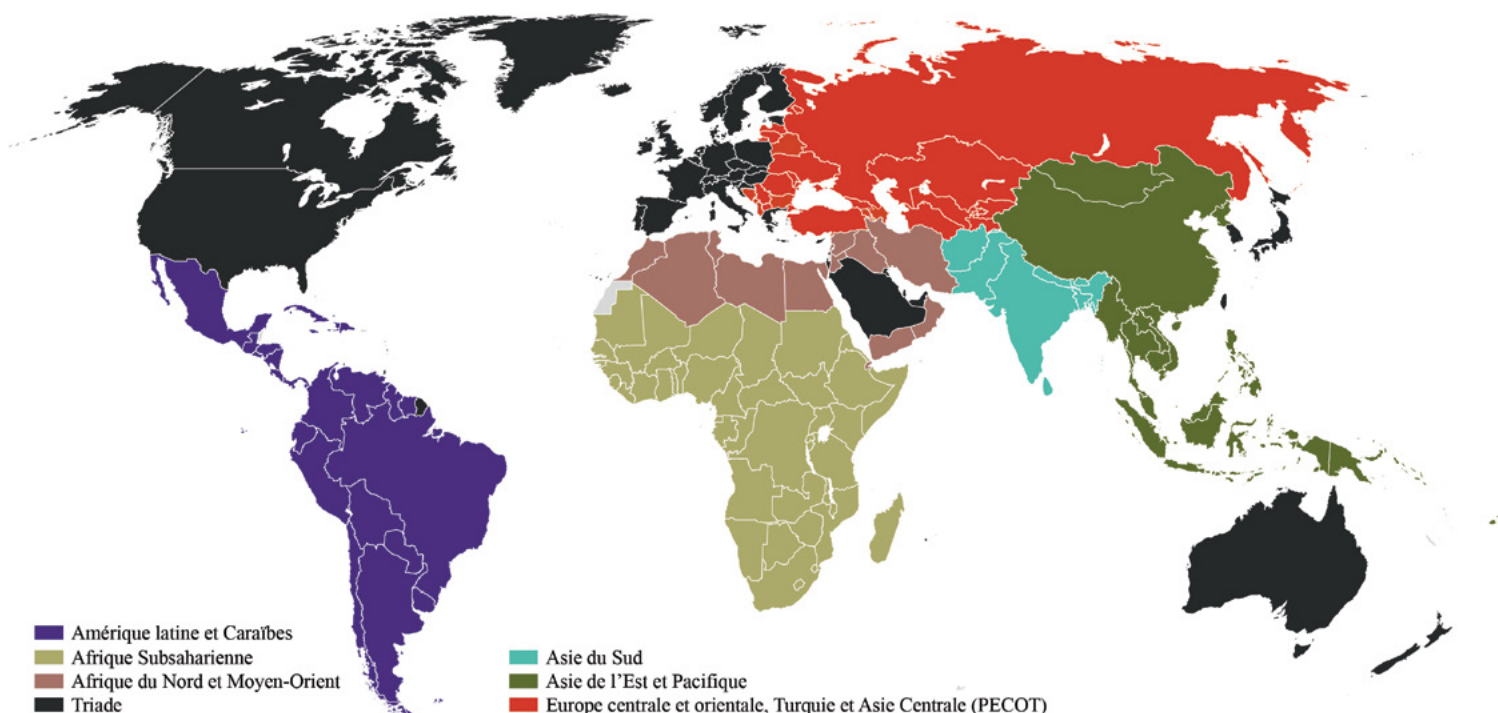 Amérique latine et Caraïbes
Afrique Subsaharienne
Afrique du Nord et Moyen-Orient
Triade
Asie du Sud
Asie de l'Est et Pacifique
Europe centrale et orientale, Turquie et Asie Centrale (PECOT)